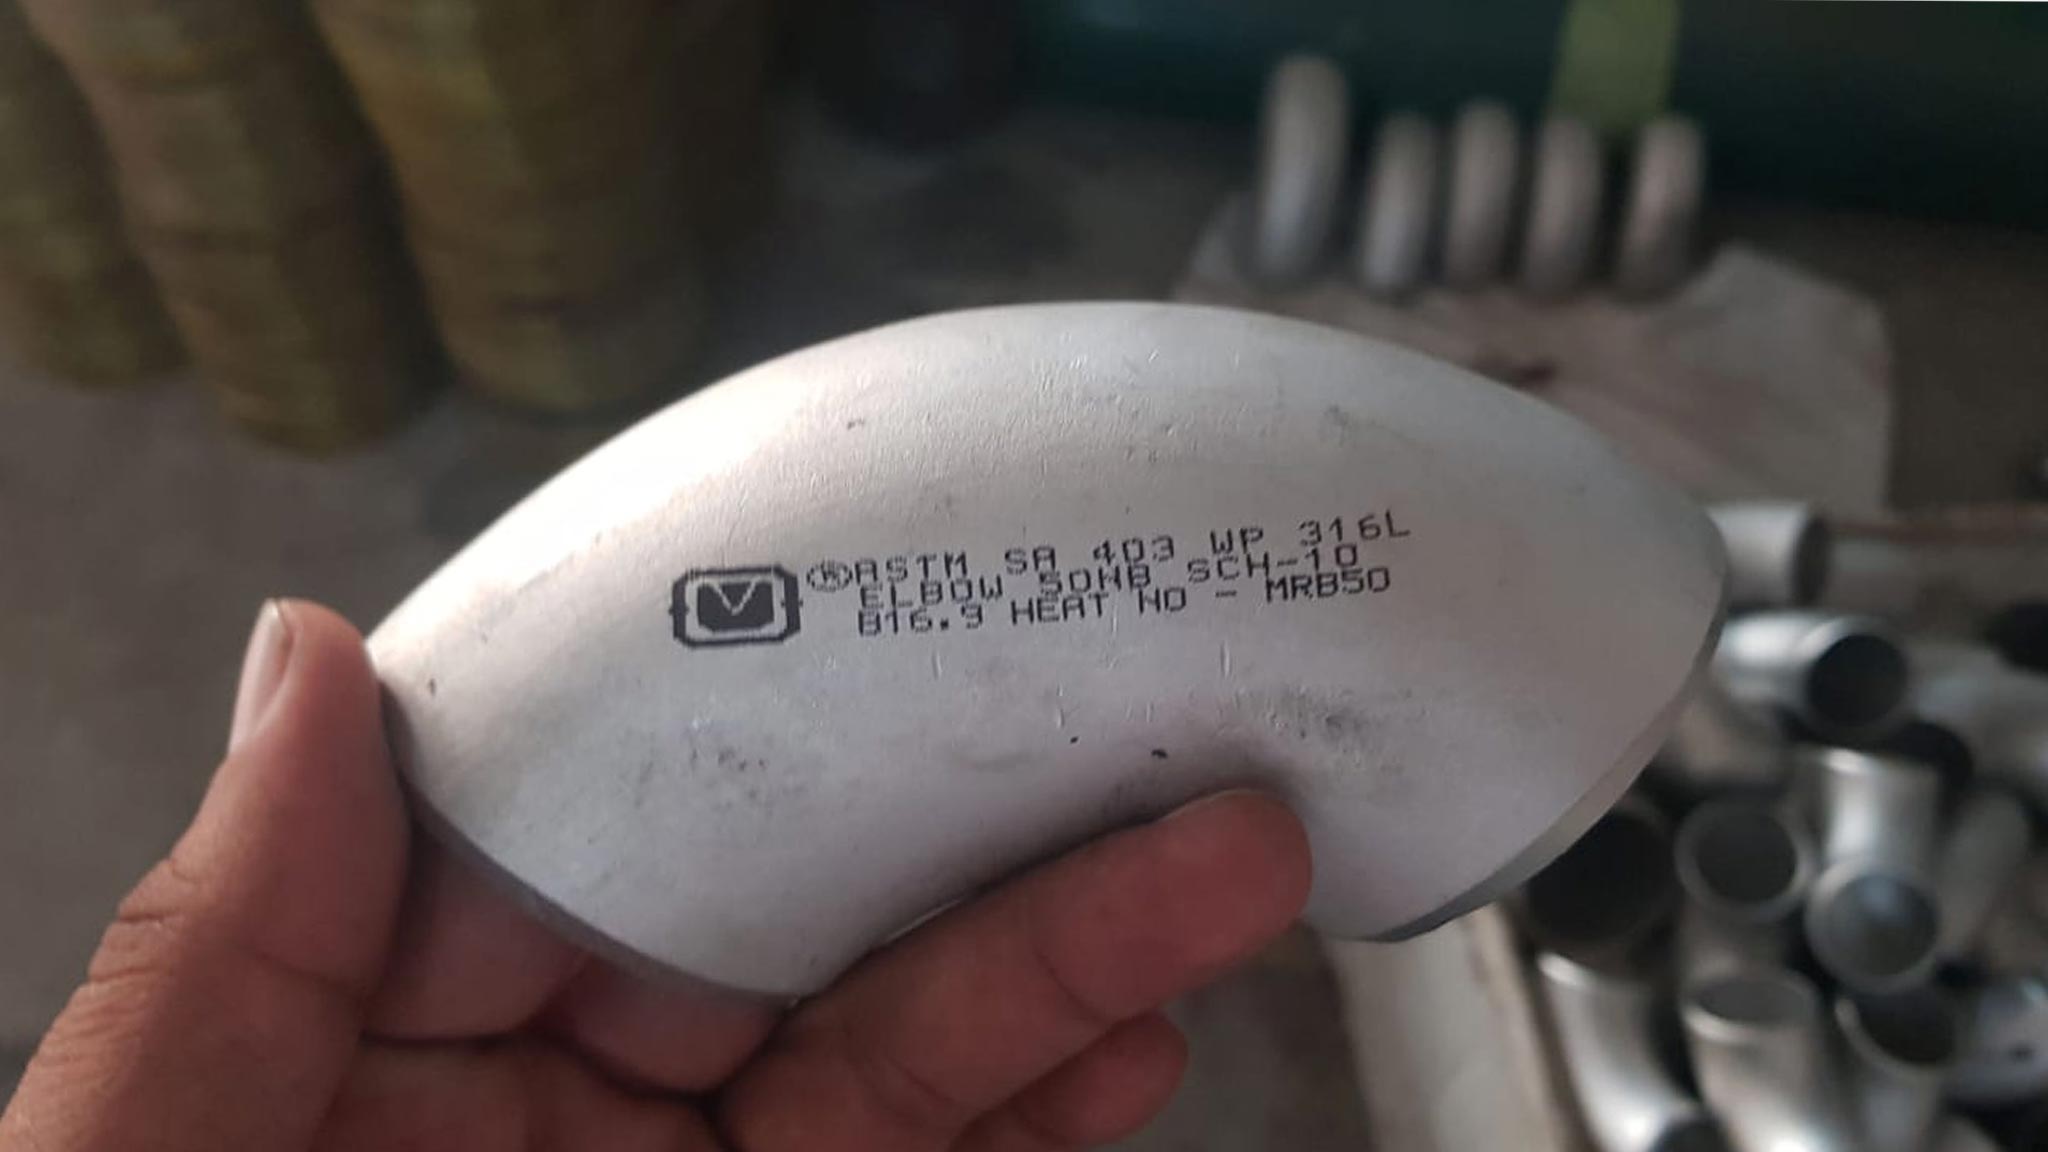 ®ASTM SA 403 WP 316L
ELBOW 50NB SCH-10
B16.9 HEAT NO - MRB50